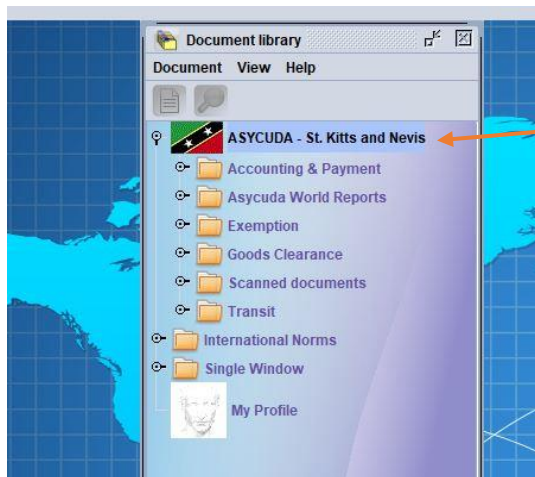 Document library
Document View Help
ASYCUDA - St. Kitts and Nevis
Accounting & Payment
Asycuda World Reports
Exemption
Goods Clearance
Scanned documents
Transit
International Norms
Single Window
My Profile